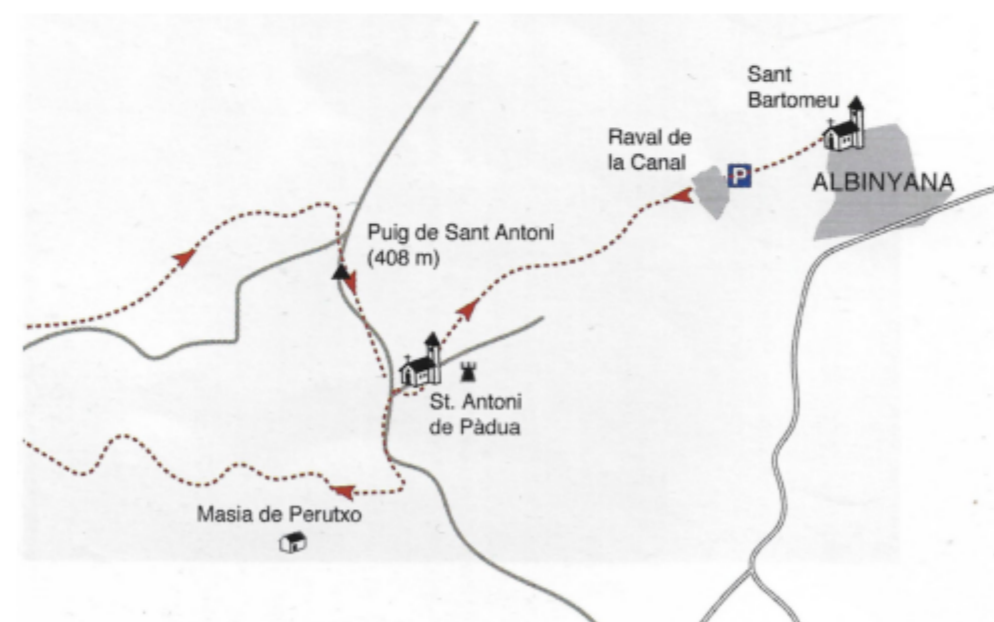 Sant
Bartomeu
Raval de
la Canal
P
ALBINYANA
Puig de Sant Antoni
(408 m)
St. Antoni
de Pàdua
Masia de Perutxo